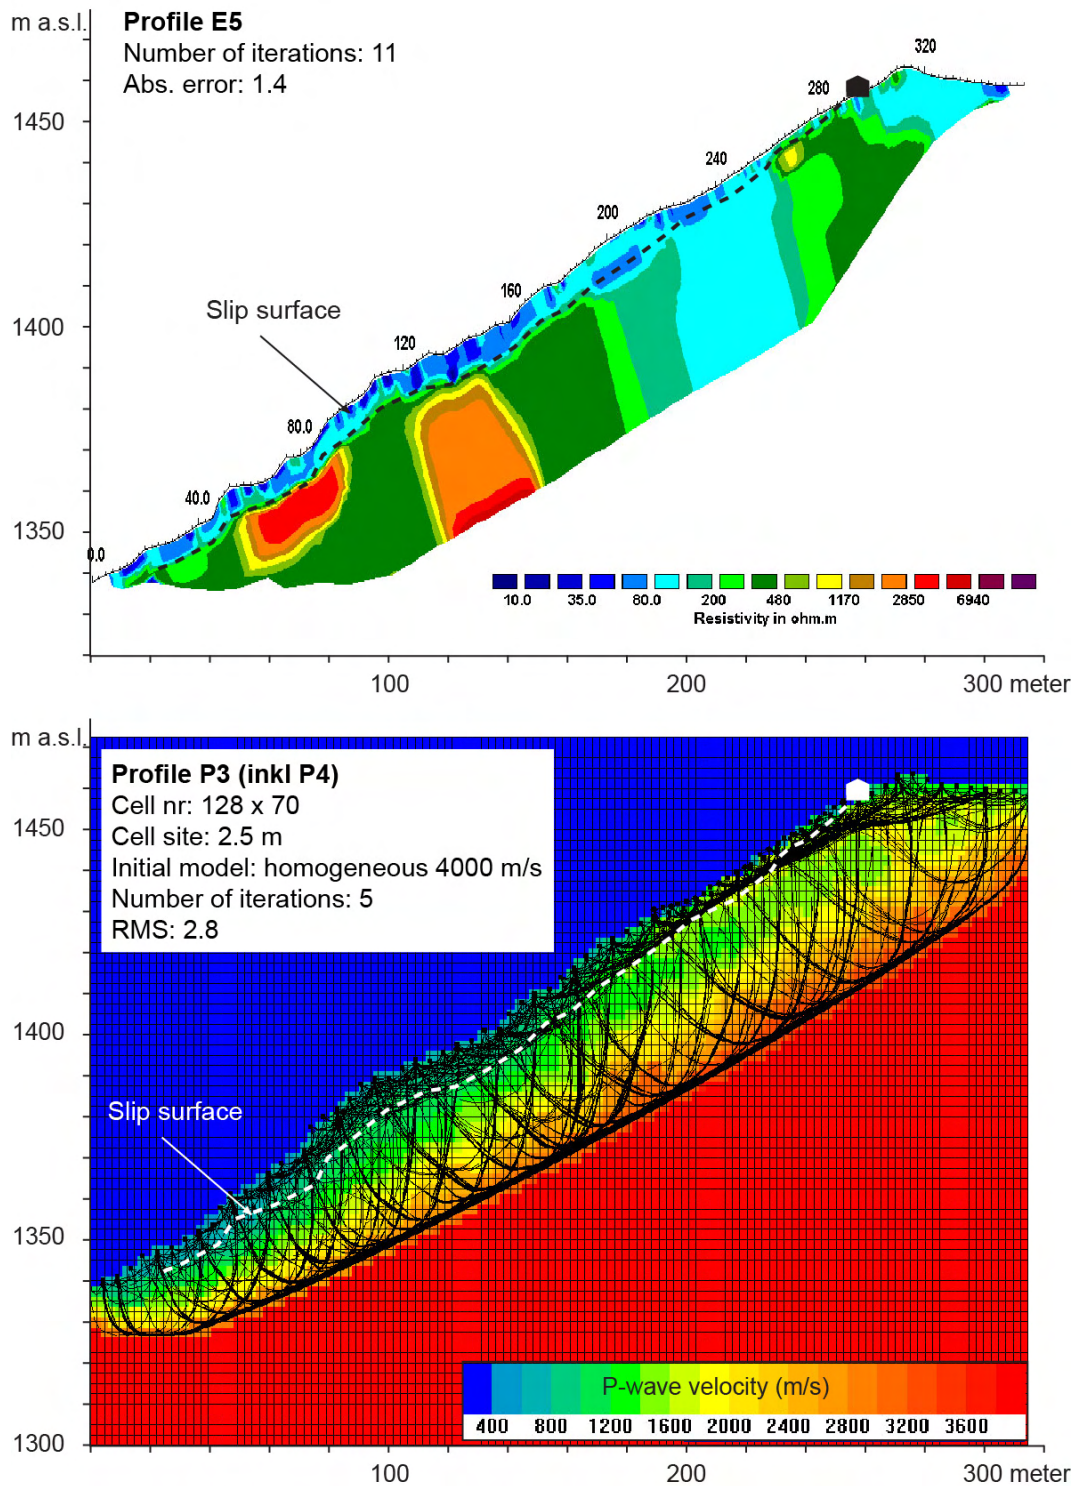 m a.s.l.
Profile E5
Number of iterations: 11
Abs. error: 1.4
320
280
1450
240
200
160
Slip surface
1400
120
80.0
40.0
1350
0.0
10.0 35.0 80.0 200 480 1170 2850 6940
Resistivity in ohm.m
100 200 300 meter
m a.s.l.
Profile P3 (inkl P4)
Cell nr: 128 x 70
Cell site: 2.5 m
Initial model: homogeneous 4000 m/s
Number of iterations: 5
RMS: 2.8
1450
1400
Slip surface
1350
P-wave velocity (m/s)
400 800 1200 1600 2000 2400 2800 3200 3600
1300
100 200 300 meter